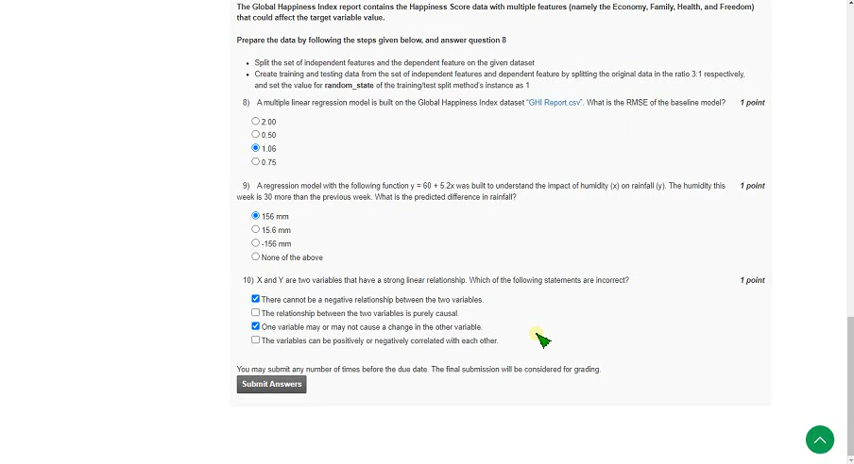 The Global Happiness Index report contains the Happiness Score data with multiple features (namely the Economy, Family, Health, and Freedom)
that could affect the target variable value.
Prepare the data by following the steps given below, and answer question 8
• Split the set of independent features and the dependent feature on the given dataset
• Create training and testing data from the set of independent features and dependent feature by splitting the original data in the ratio 3:1 respectively,
and set the value for random_state of the training/test split method's instance as 1
8) A multiple linear regression model is built on the Global Happiness Index dataset "GHI Report.csv". What is the RMSE of the baseline model? 1 point
2.00
0.50
1.06
0.75
9) A regression model with the following function y = 60 + 5.2x was built to understand the impact of humidity (x) on rainfall (y). The humidity this 1 point
week is 30 more than the previous week. What is the predicted difference in rainfall?
156 mm
15.6 mm
-156 mm
None of the above
10) X and Y are two variables that have a strong linear relationship. Which of the following statements are incorrect? 1 point
There cannot be a negative relationship between the two variables.
The relationship between the two variables is purely causal.
One variable may or may not cause a change in the other variable.
The variables can be positively or negatively correlated with each other.
You may submit any number of times before the due date. The final submission will be considered for grading.
Submit Answers